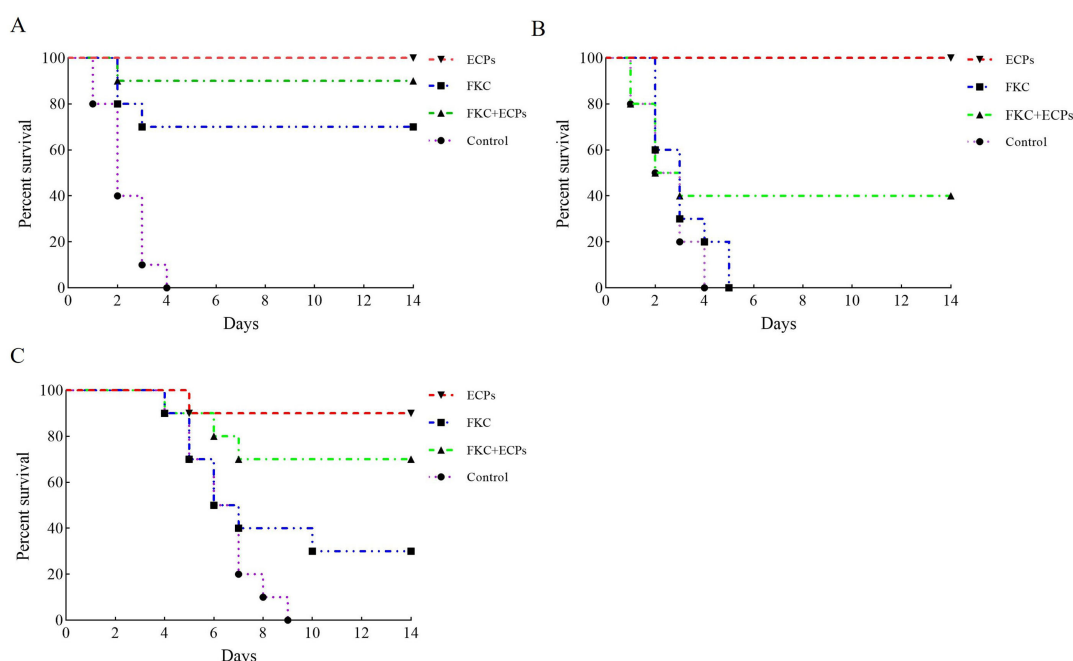 A
Percent survival
100
80
60
40
20
0
0 2 4 6 8 10 12 14
Days
ECPs
FKC
FKC+ECPs
Control
B
Percent survival
100
80
60
40
20
0
0 2 4 6 8 10 12 14
Days
ECPs
FKC
FKC+ECPs
Control
C
Percent survival
100
80
60
40
20
0
0 2 4 6 8 10 12 14
Days
ECPs
FKC
FKC+ECPs
Control